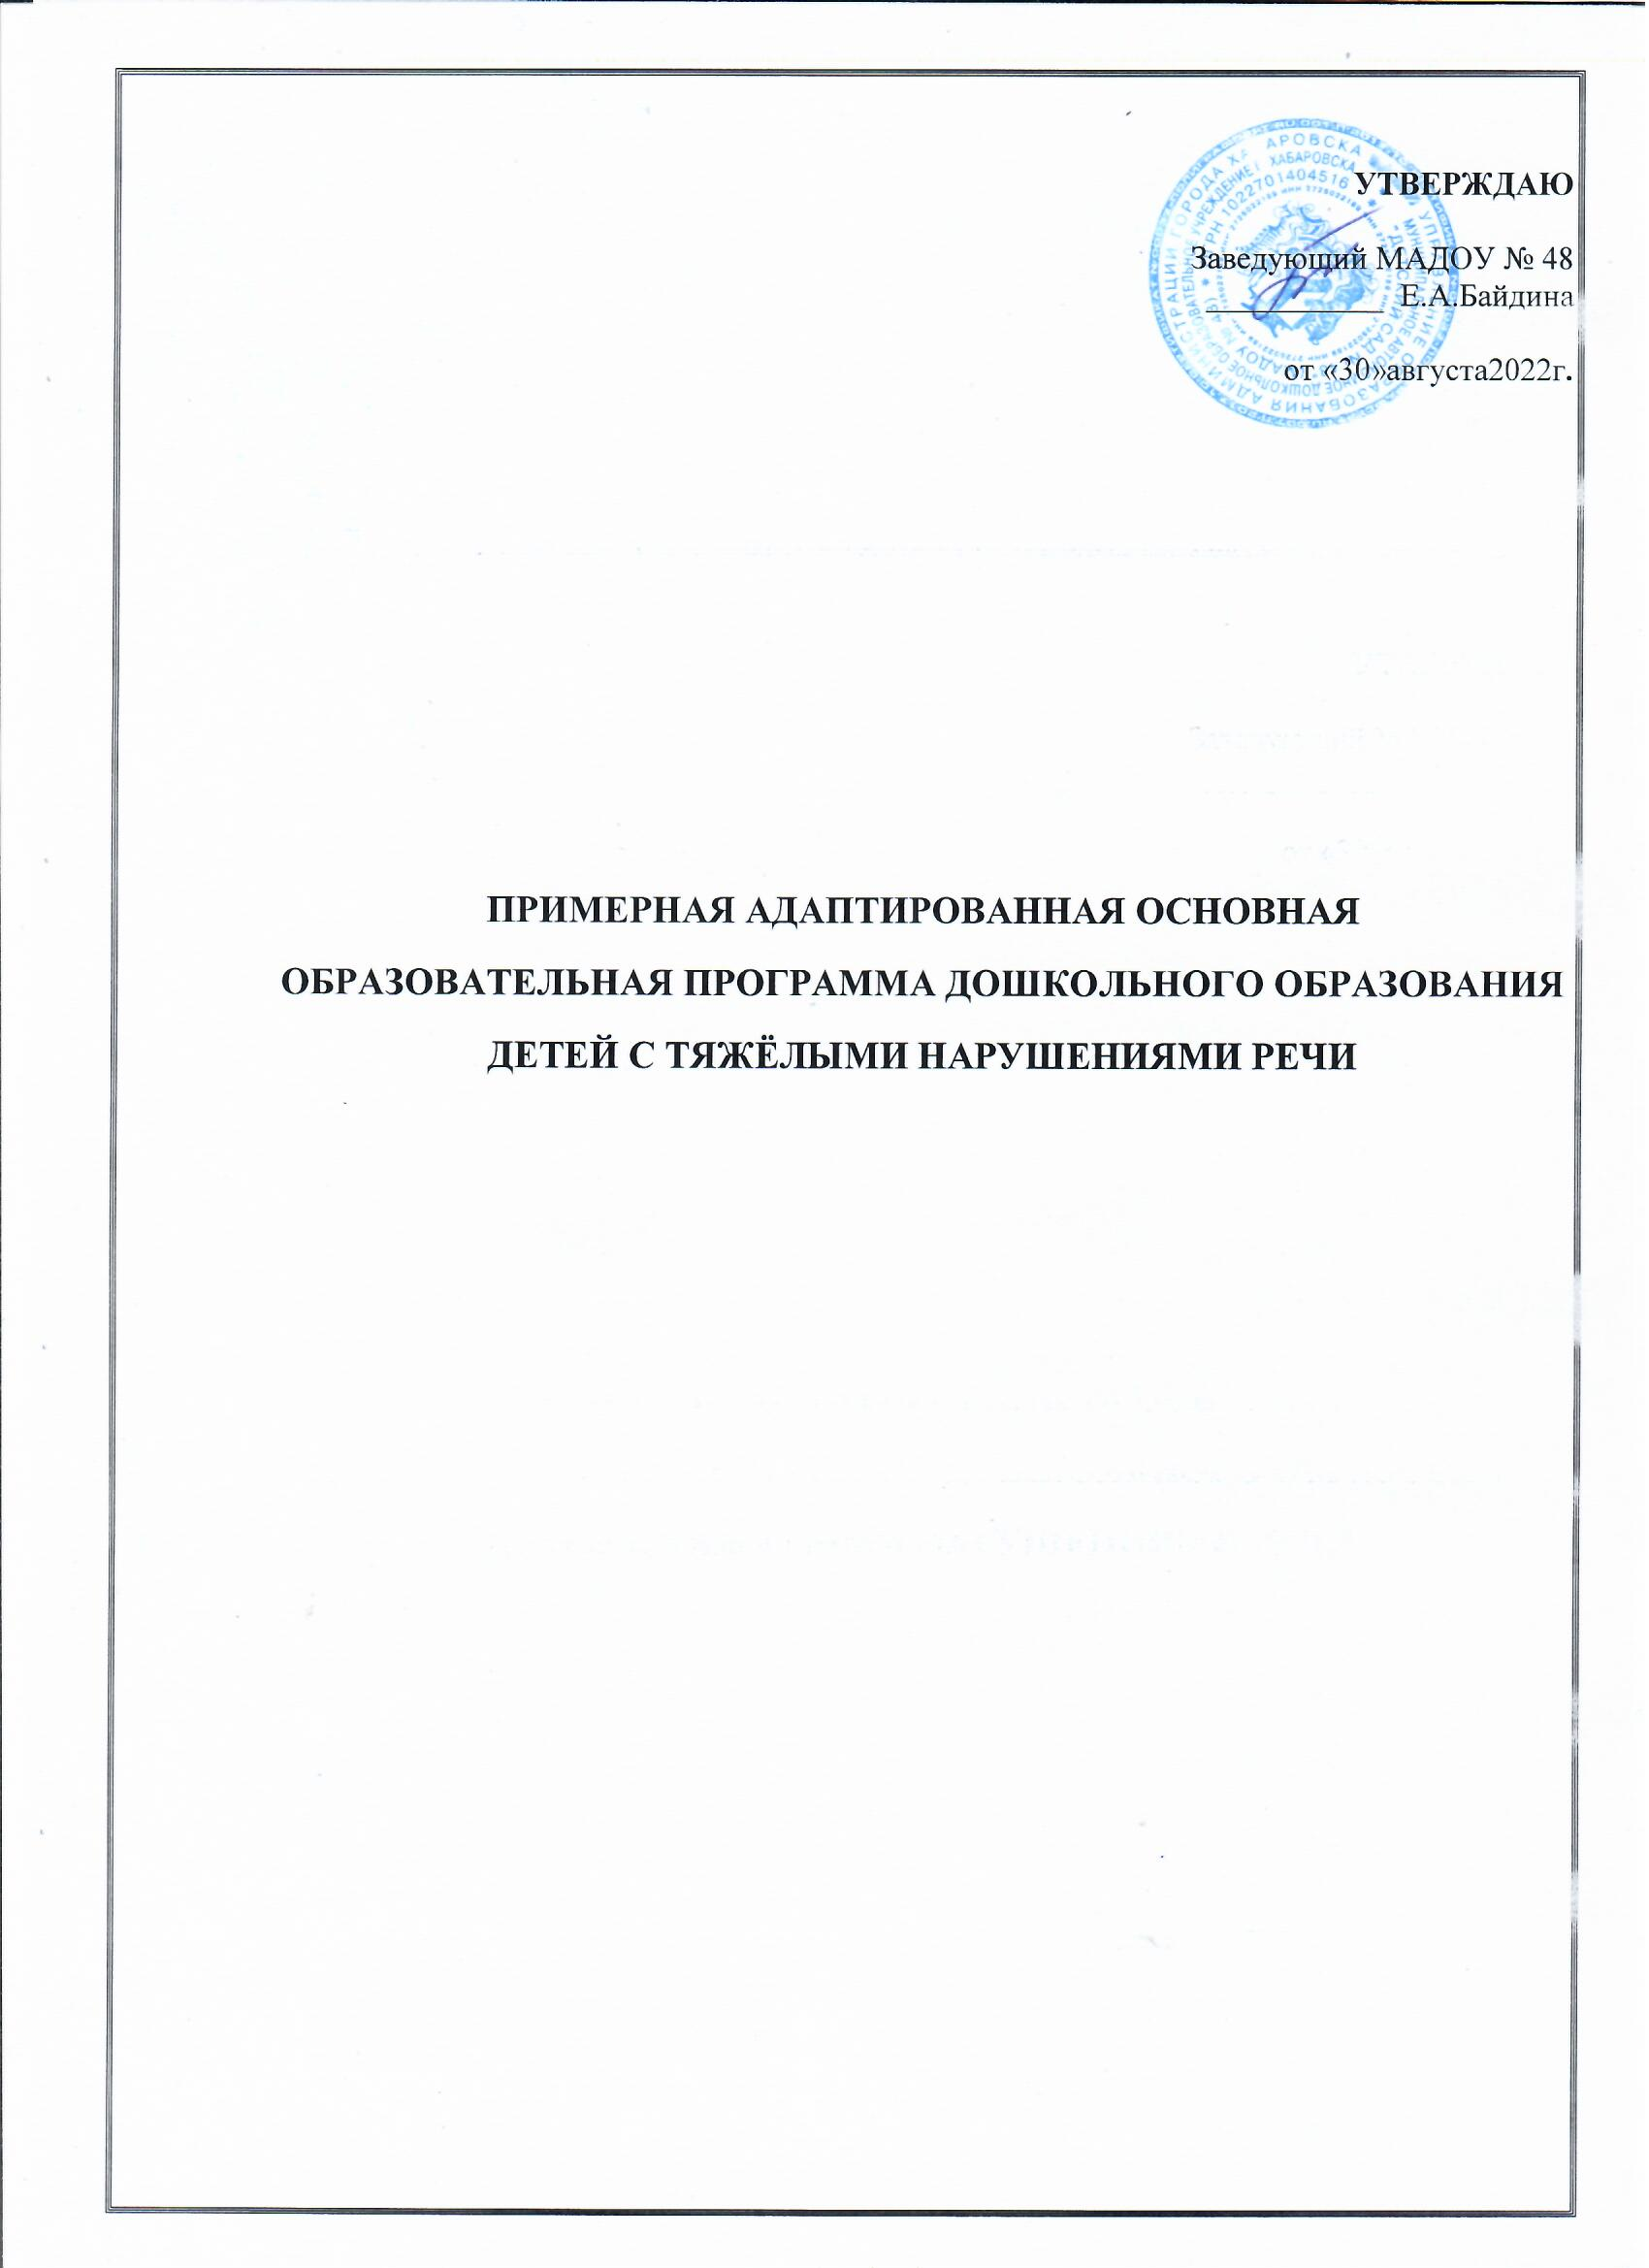 УТВЕРЖДАЮ
Заведующий МАДОУ № 48
____________ Е.А.Байдина
от «30»августа2022г.
ПРИМЕРНАЯ АДАПТИРОВАННАЯ ОСНОВНАЯ
ОБРАЗОВАТЕЛЬНАЯ ПРОГРАММА ДОШКОЛЬНОГО ОБРАЗОВАНИЯ
ДЕТЕЙ С ТЯЖЁЛЫМИ НАРУШЕНИЯМИ РЕЧИ